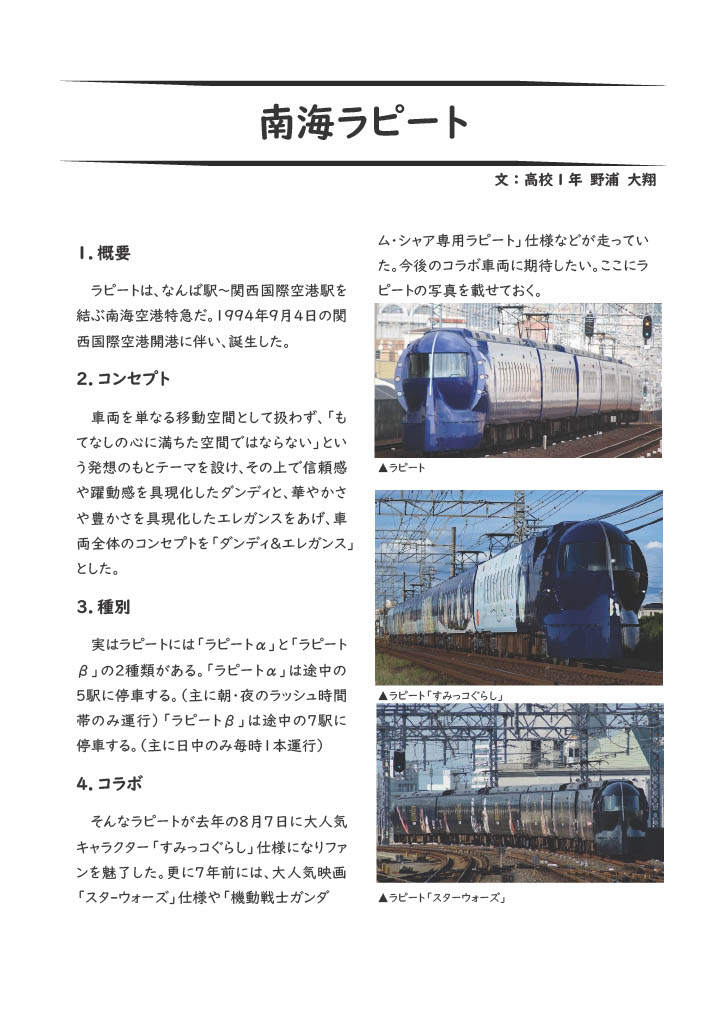 南海ラピート
文：高校1年 野浦 大翔
1. 概要
ラピートは、なんば駅～関西国際空港駅を
結ぶ南海空港特急だ。1994年9月4日の関
西国際空港開港に伴い、誕生した。
2. コンセプト
車両を単なる移動空間として扱わず、「も
てなしの心に満ちた空間ではならない」とい
う発想のもとテーマを設け、その上で信頼感
や躍動感を具現化したダンディと、華やかさ
や豊かさを具現化したエレガンスをあげ、車
両全体のコンセプトを「ダンディ&エレガンス」
とした。
3. 種別
実はラピートには「ラピートα」と「ラピート
β」の2種類がある。「ラピートα」は途中の
5駅に停車する。（主に朝・夜のラッシュ時間
帯のみ運行）「ラピートβ」は途中の7駅に
停車する。（主に日中のみ毎時1本運行）
4. コラボ
そんなラピートが去年の8月7日に大人気
キャラクター「すみっコぐらし」仕様になりファ
ンを魅了した。更に7年前には、大人気映画
「スターウォーズ」仕様や「機動戦士ガンダ
ム・シャア専用ラピート」仕様などが走ってい
た。今後のコラボ車両に期待したい。ここにラ
ピートの写真を載せておく。
▲ラピート
▲ラピート「すみっコぐらし」
▲ラピート「スターウォーズ」